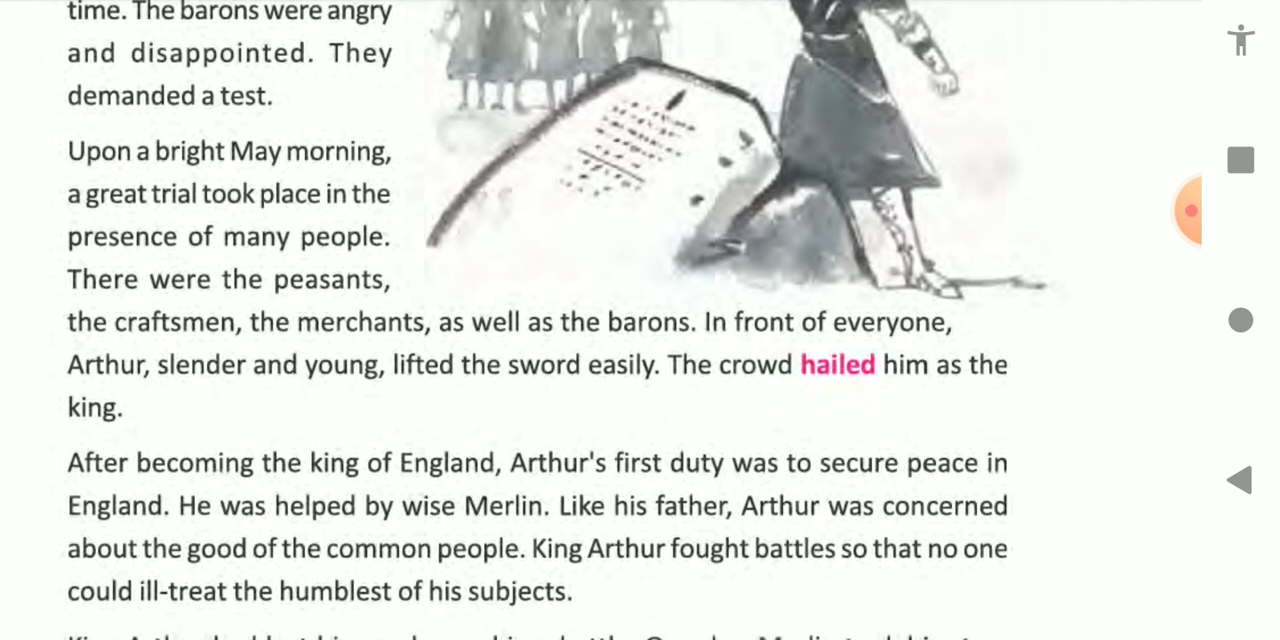 time. The barons were angry
and disappointed. They
demanded a test.
Upon a bright May morning,
a great trial took place in the
presence of many people.
There were the peasants,
the craftsmen, the merchants, as well as the barons. In front of everyone,
Arthur, slender and young, lifted the sword easily. The crowd hailed him as the
king.
After becoming the king of England, Arthur's first duty was to secure peace in
England. He was helped by wise Merlin. Like his father, Arthur was concerned
about the good of the common people. King Arthur fought battles so that no one
could ill-treat the humblest of his subjects.